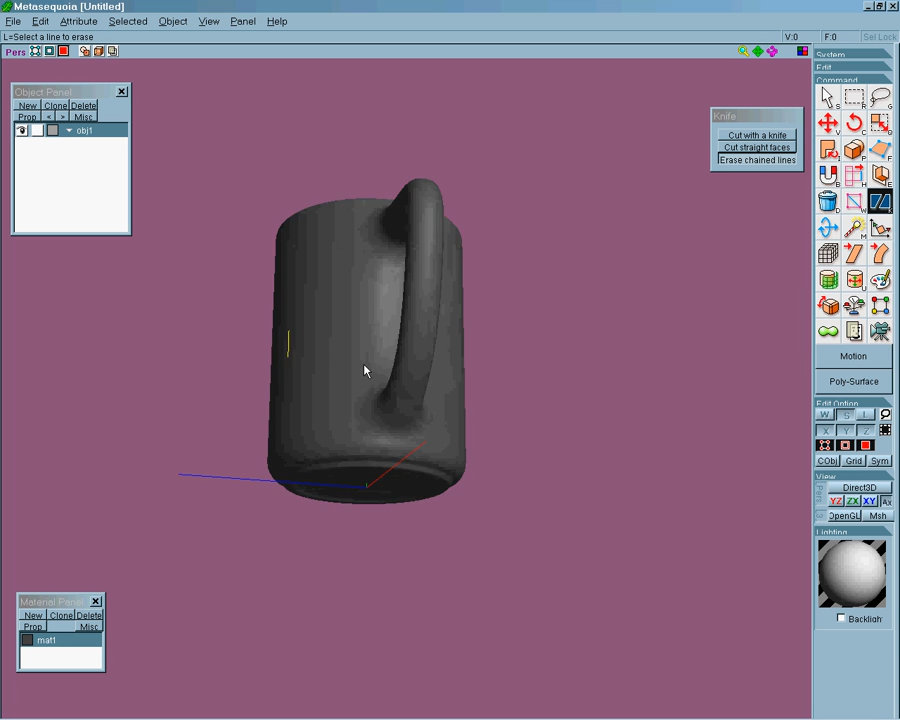 Metasequoia [Untitled]
File Edit Attribute Selected Object View Panel Help
L=Select a line to erase V:0 F:0 Sel Lock
Pers
System
Edit
Command
Object Panel
New Clone Delete
Prop < > Misc
obj1
Knife
Cut with a knife
Cut straight faces
Erase chained lines
Motion
Poly-Surface
Edit Option
W S L
X Y Z
CObj Grid Sym
View
Pers
Direct3D
YZ ZX XY Ax
OpenGL Msh
Lighting
Backligh
Material Panel
New Clone Delete
Prop Misc
mat1